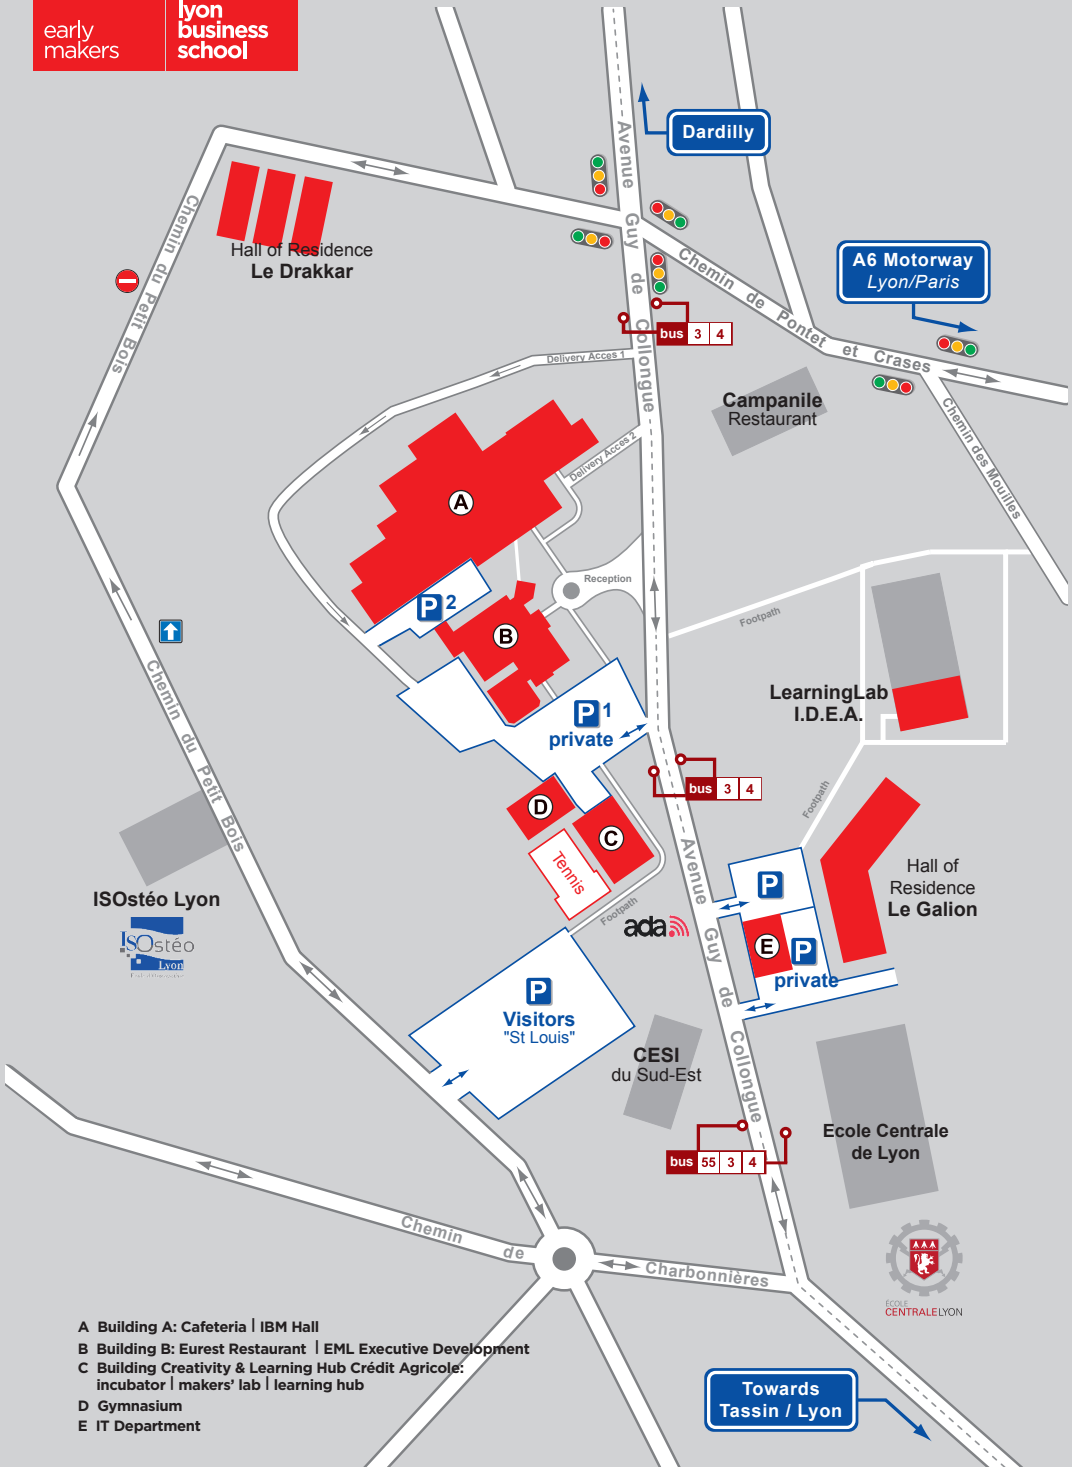 early
makers
lyon
business
school
Dardilly
Avenue Guy de Collongue
Chemin de Pontet et Crases
A6 Motorway
Lyon/Paris
Chemin du Petit Bois
Hall of Residence
Le Drakkar
bus 3 4
Delivery Acces 1
Campanile
Restaurant
Chemin des Mouilles
Delivery Acces 2
A
Reception
P 2
B
Footpath
LearningLab
I.D.E.A.
P 1
private
Chemin du Petit Bois
bus 3 4
D
C
Tennis
Footpath
Footpath
Avenue Guy de Collongue
P
Hall of
Residence
Le Galion
E
P
private
ISOstéo Lyon
ISOstéo
Lyon
ada
P
Visitors
"St Louis"
CESI
du Sud-Est
Ecole Centrale
de Lyon
bus 55 3 4
Chemin de Charbonnières
ECOLE
CENTRALELYON
A Building A: Cafeteria | IBM Hall
B Building B: Eurest Restaurant | EML Executive Development
C Building Creativity & Learning Hub Crédit Agricole:
incubator | makers' lab | learning hub
D Gymnasium
E IT Department
Towards
Tassin / Lyon